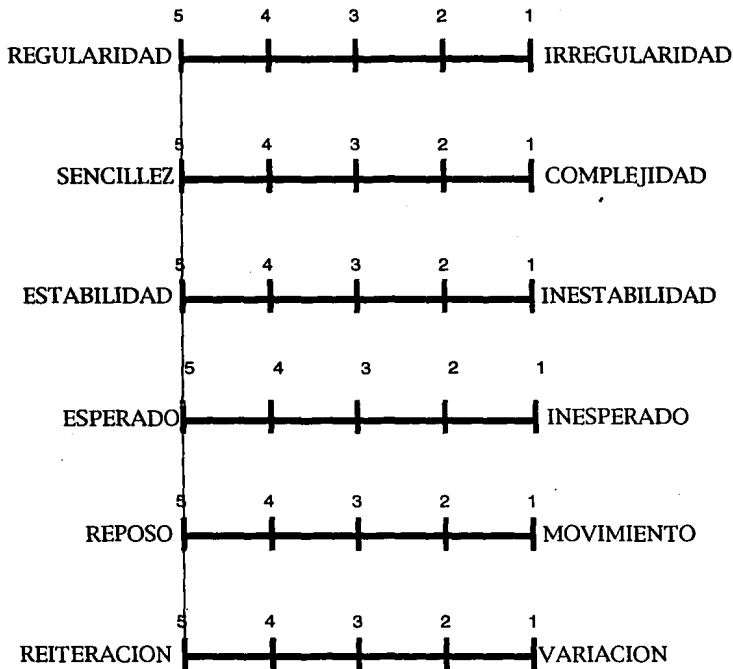 5 4 3 2 1
REGULARIDAD IRREGULARIDAD
5 4 3 2 1
SENCILLEZ COMPLEJIDAD
5 4 3 2 1
ESTABILIDAD INESTABILIDAD
5 4 3 2 1
ESPERADO INESPERADO
5 4 3 2 1
REPOSO MOVIMIENTO
5 4 3 2 1
REITERACION VARIACION